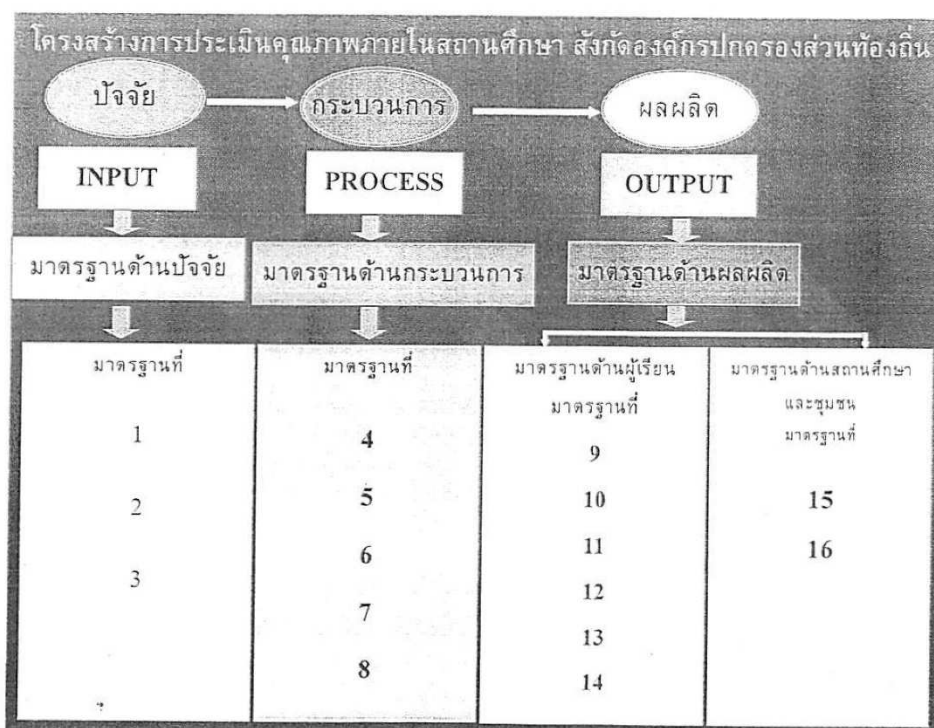 โครงสร้างการประเมินคุณภาพภายในสถานศึกษา สังกัดองค์กรปกครองส่วนท้องถิ่น
ปัจจัย
กระบวนการ
ผลผลิต
INPUT
PROCESS
OUTPUT
มาตรฐานด้านปัจจัย
มาตรฐานด้านกระบวนการ
มาตรฐานด้านผลผลิต
มาตรฐานที่
1
2
3
มาตรฐานที่
4
5
6
7
8
มาตรฐานด้านผู้เรียน
มาตรฐานที่
9
10
11
12
13
14
มาตรฐานด้านสถานศึกษา
และชุมชน
มาตรฐานที่
15
16